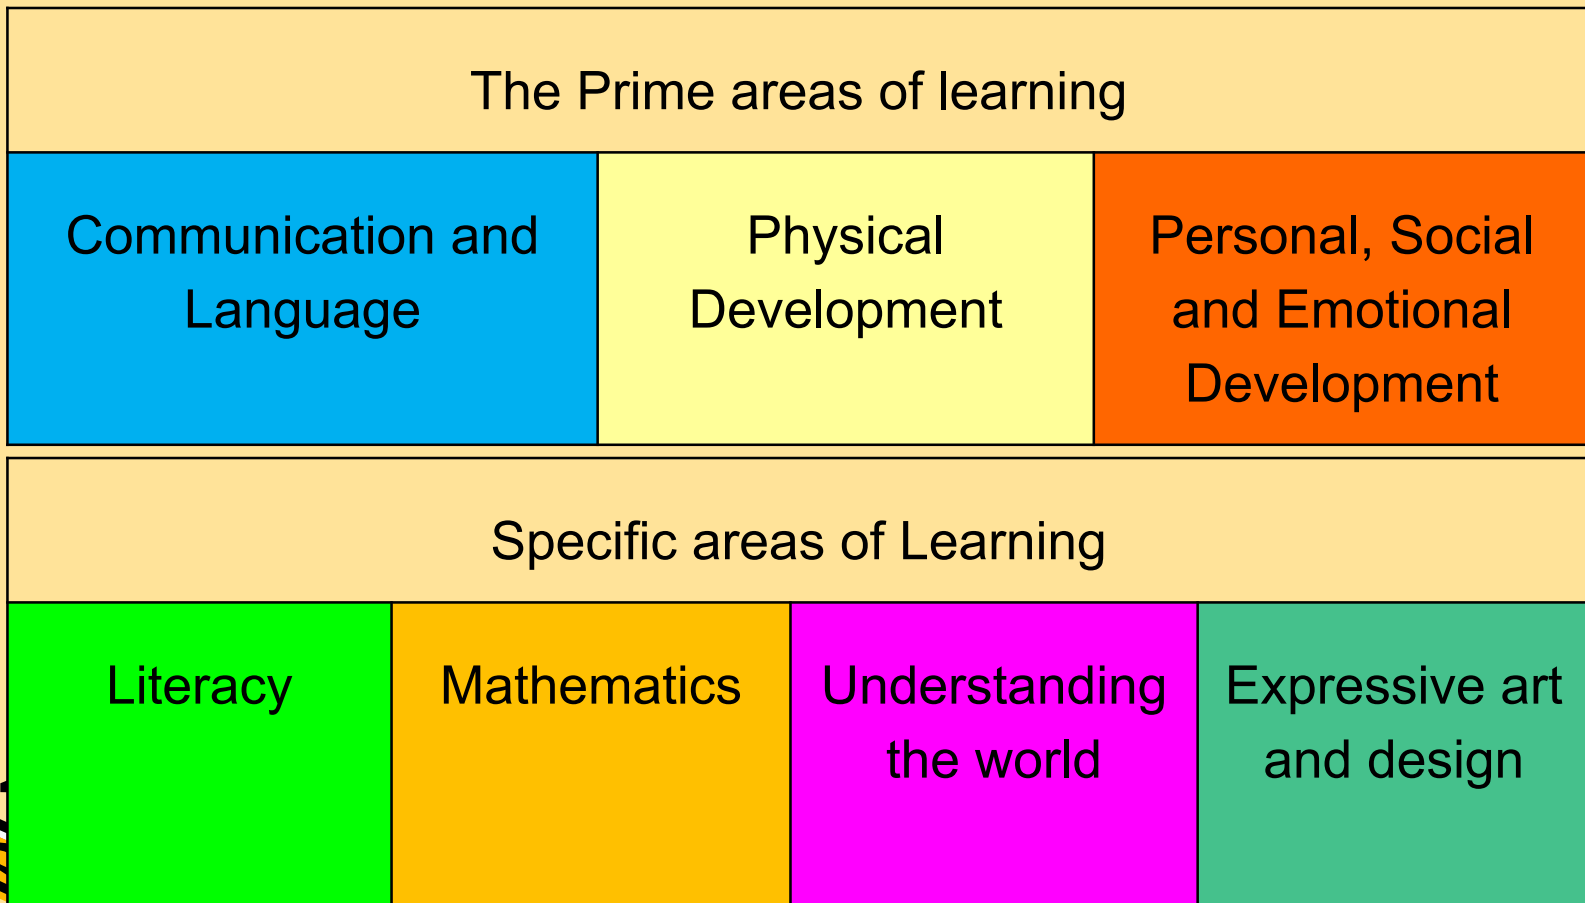 The Prime areas of learning
Communication and
Language
Physical
Development
Personal, Social
and Emotional
Development
Specific areas of Learning
Literacy
Mathematics
Understanding
the world
Expressive art
and design